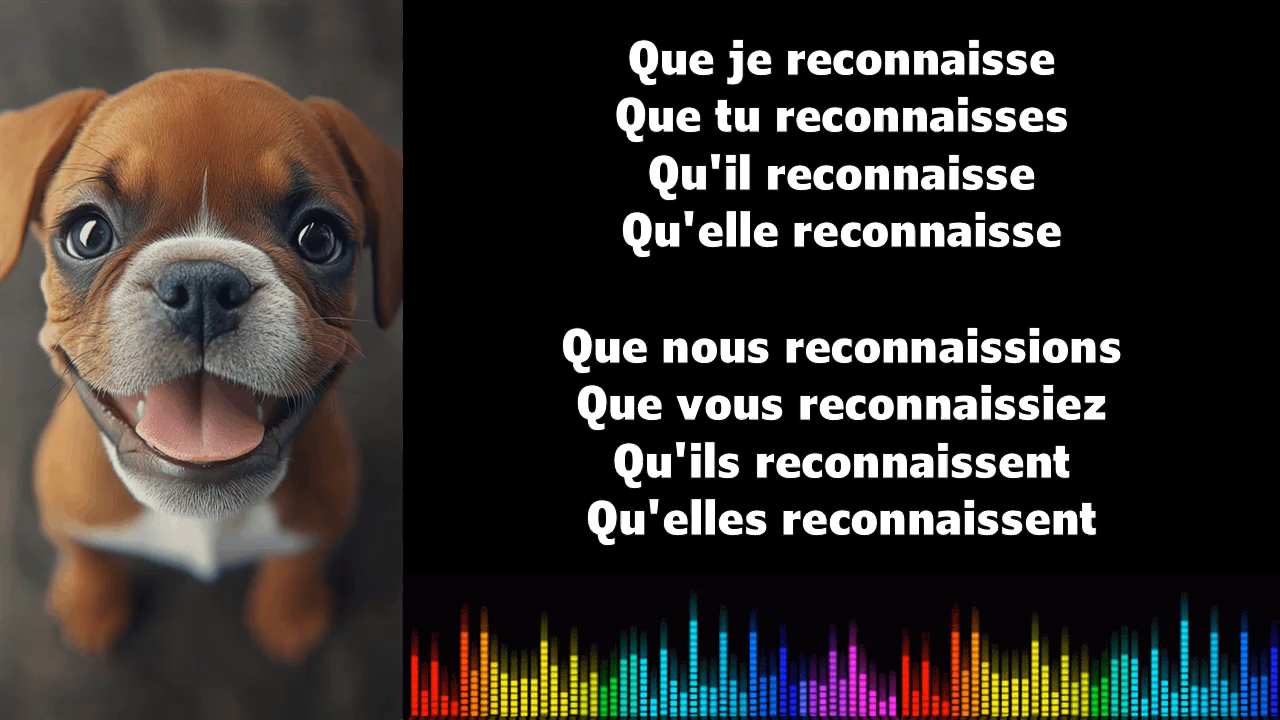 Que je reconnaisse
Que tu reconnaisses
Qu'il reconnaisse
Qu'elle reconnaisse
Que nous reconnaissions
Que vous reconnaissiez
Qu'ils reconnaissent
Qu'elles reconnaissent